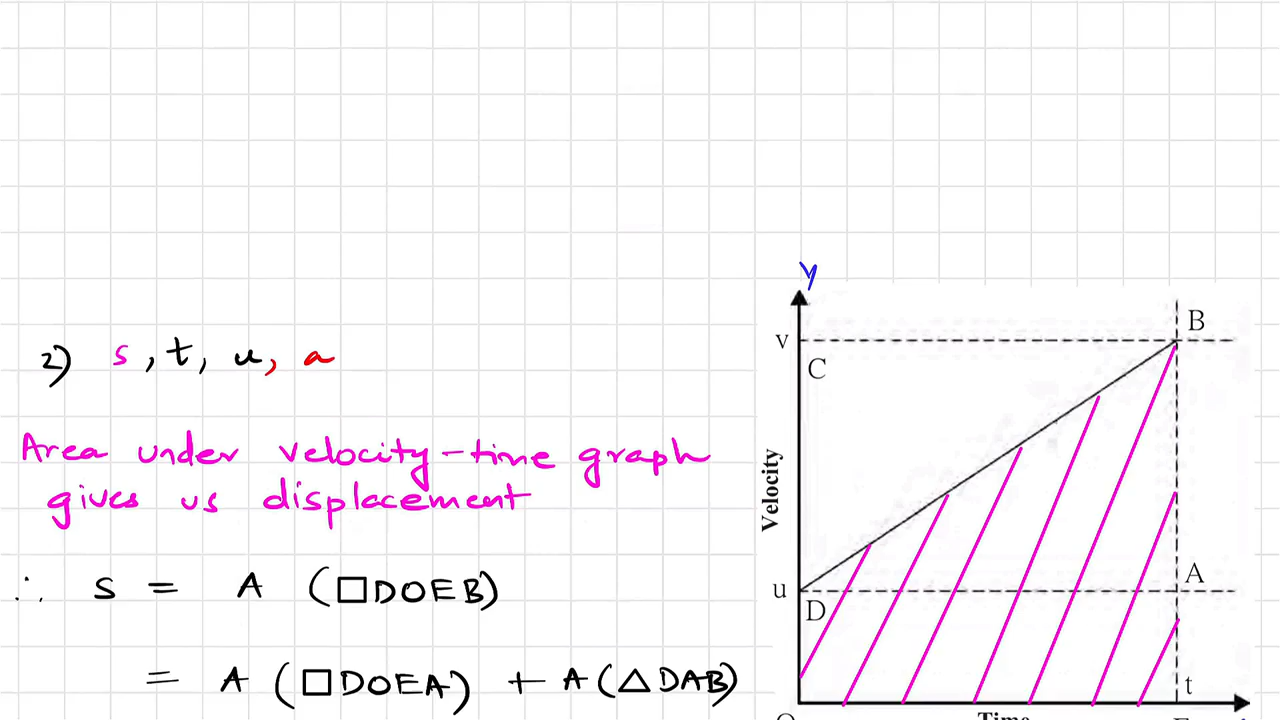 2) s, t, u, a
Area under velocity-time graph
gives us displacement
∴ s = A (□DOEB)
= A (□DOEA) + A(△DAB)
y
v
B
C
Velocity
u
D
A
t
Time